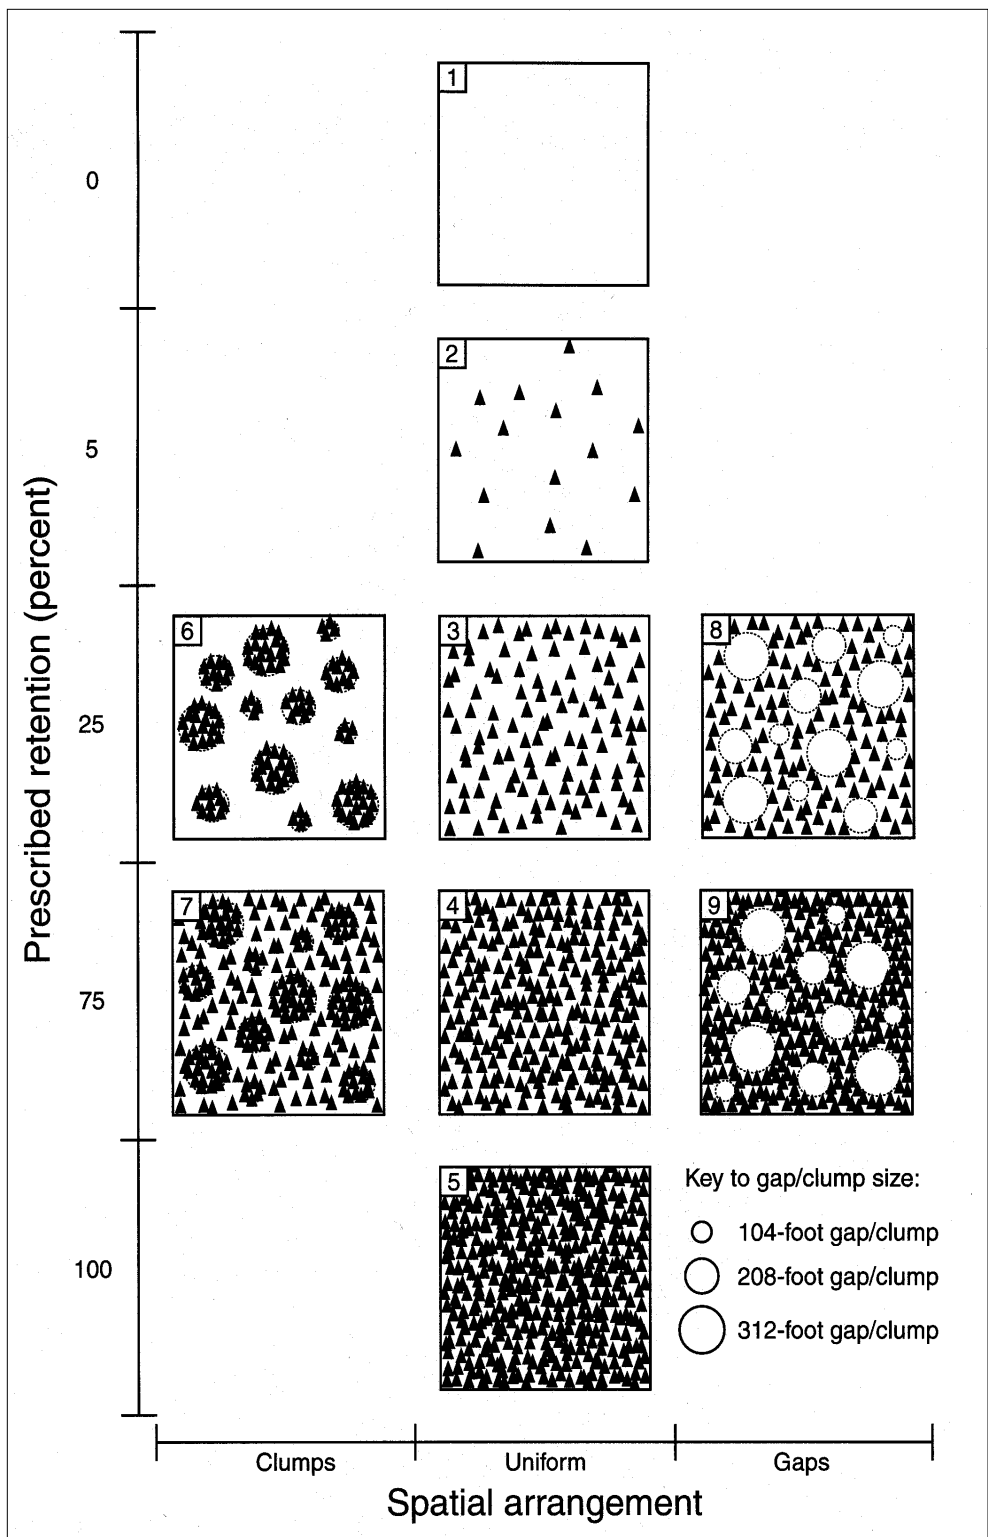 Prescribed retention (percent)
0
5
25
75
100
1
2
6
3
8
7
4
9
5
Key to gap/clump size:
104-foot gap/clump
208-foot gap/clump
312-foot gap/clump
Clumps
Uniform
Gaps
Spatial arrangement